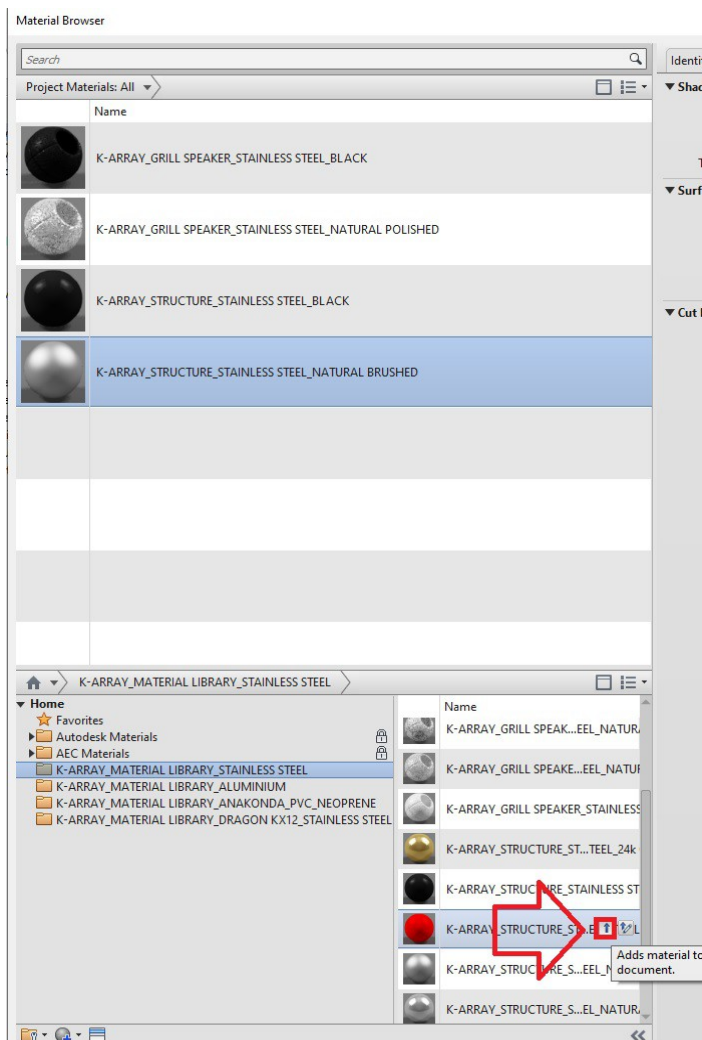 Material Browser
Search
Identi
Project Materials: All
Shad
Name
K-ARRAY_GRILL SPEAKER_STAINLESS STEEL_BLACK
T
Surf
K-ARRAY_GRILL SPEAKER_STAINLESS STEEL_NATURAL POLISHED
K-ARRAY_STRUCTURE_STAINLESS STEEL_BLACK
Cut
K-ARRAY_STRUCTURE_STAINLESS STEEL_NATURAL BRUSHED
K-ARRAY_MATERIAL LIBRARY_STAINLESS STEEL
Home
Favorites
Autodesk Materials
AEC Materials
K-ARRAY_MATERIAL LIBRARY_STAINLESS STEEL
K-ARRAY_MATERIAL LIBRARY_ALUMINIUM
K-ARRAY_MATERIAL LIBRARY_ANAKONDA_PVC_NEOPRENE
K-ARRAY_MATERIAL LIBRARY_DRAGON KX12_STAINLESS STEEL
Name
K-ARRAY_GRILL SPEAK...EEL_NATURA
K-ARRAY_GRILL SPEAKE...EEL_NATUR
K-ARRAY_GRILL SPEAKER_STAINLESS
K-ARRAY_STRUCTURE_ST...TEEL_24k
K-ARRAY_STRUCTURE_STAINLESS ST
K-ARRAY_STRUCTURE_S
Adds material to
document.
K-ARRAY_STRUCTURE_S...EEL_N
K-ARRAY_STRUCTURE_S...EL_NATURA